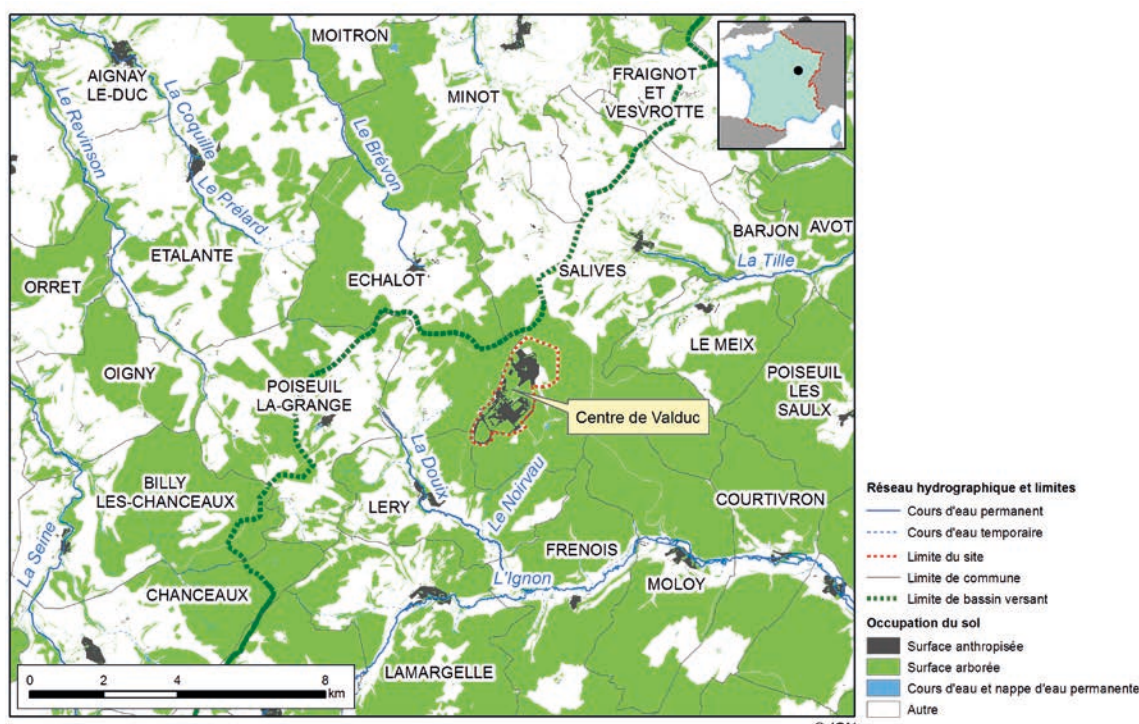 MOITRON
AIGNAY
LE-DUC
FRAIGNOT
ET
VESVROTTE
MINOT
La Coquille
Le Revinson
Le Brévon
Le Prélard
BARJON
AVOT
ETALANTE
La Tille
SALIVES
ECHALOT
ORRET
LE MEIX
OIGNY
POISEUIL
LA-GRANGE
POISEUIL
LES
SAULX
Centre de Valduc
La Douix
BILLY
LES-CHANCEAUX
LERY
Le Noirvau
COURTIVRON
La Seine
FRENOIS
L'Ignon
MOLOY
CHANCEAUX
LAMARGELLE
0 2 4 8
km
Réseau hydrographique et limites
Cours d'eau permanent
Cours d'eau temporaire
Limite du site
Limite de commune
Limite de bassin versant
Occupation du sol
Surface anthropisée
Surface arborée
Cours d'eau et nappe d'eau permanente
Autre